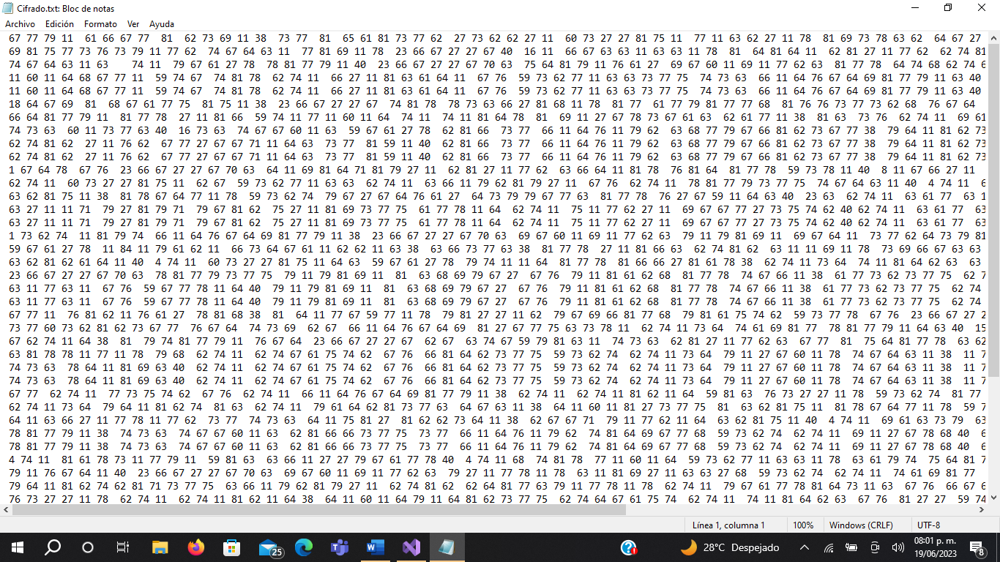 Cifrado.txt: Bloc de notas
Archivo Edición Formato Ver Ayuda
67 77 79 11 61 66 67 77 81 62 73 69 11 38 73 77 81 65 61 81 73 77 62 27 73 62 62 27 11 60 73 27 27 81 75 11 77 11 63 62 27 11 78 81 69 73 78 63 62 64 67 27
69 81 75 77 73 76 73 79 11 77 62 74 67 64 63 11 77 81 69 11 78 23 66 67 27 27 67 40 16 11 66 67 63 63 11 63 63 11 78 81 64 81 64 11 62 81 27 11 77 62 62 74 81
74 67 64 63 11 63 74 11 79 67 61 27 78 78 81 77 79 11 40 23 66 67 27 27 67 70 63 75 64 81 79 11 76 61 27 69 67 60 11 69 11 77 62 63 81 77 78 64 74 68 62 74 6
11 60 11 64 68 67 77 11 59 74 67 74 81 78 62 74 11 66 27 11 81 63 61 64 11 67 76 59 73 62 77 11 63 63 73 77 75 74 73 63 66 11 64 76 67 64 69 81 77 79 11 63 40
11 60 11 64 68 67 77 11 59 74 67 74 81 78 62 74 11 66 27 11 81 63 61 64 11 67 76 59 73 62 77 11 63 63 73 77 75 74 73 63 66 11 64 76 67 64 69 81 77 79 11 63 40
18 64 67 69 81 68 67 61 77 75 81 75 11 38 23 66 67 27 27 67 74 81 78 78 73 63 66 27 81 68 11 78 81 77 61 77 79 81 77 77 68 81 76 76 73 77 73 62 68 76 67 64
66 64 81 77 79 11 81 77 78 27 11 81 66 59 74 11 77 11 60 11 64 74 11 74 11 81 64 78 81 69 11 27 67 78 73 67 61 63 62 61 77 11 38 81 63 73 76 62 74 11 69 61
74 73 63 60 11 73 77 63 40 16 73 63 74 67 67 60 11 63 59 67 61 27 78 62 81 66 73 77 66 11 64 76 11 79 62 63 68 77 79 67 66 81 62 73 67 77 38 79 64 11 81 62 73
62 74 81 62 27 11 76 62 67 77 27 67 67 71 11 64 63 73 77 81 59 11 40 62 81 66 73 77 66 11 64 76 11 79 62 63 68 77 79 67 66 81 62 73 67 77 38 79 64 11 81 62 73
62 74 81 62 27 11 76 62 67 77 27 67 67 71 11 64 63 73 77 81 59 11 40 62 81 66 73 77 66 11 64 76 11 79 62 63 68 77 79 67 66 81 62 73 67 77 38 79 64 11 81 62 73
1 67 64 78 67 76 23 66 67 27 27 67 70 63 64 11 69 81 64 71 81 79 27 11 62 81 27 11 77 62 63 66 64 11 81 78 76 81 64 81 77 78 59 73 78 11 40 8 11 67 66 27 11
62 74 11 60 73 27 27 81 75 11 62 67 59 73 62 77 11 63 63 62 74 11 63 66 11 79 62 81 79 27 11 67 76 62 74 11 78 81 77 79 73 77 75 74 67 64 63 11 40 4 74 11 6
63 62 81 75 11 38 81 78 67 64 77 11 78 59 73 62 74 79 67 27 67 64 76 61 27 64 73 79 79 67 77 63 81 77 78 76 27 67 59 11 64 63 40 23 63 62 74 11 63 61 77 63 1
63 27 11 11 71 79 27 81 79 71 79 67 81 62 75 27 11 81 69 73 77 75 61 77 78 11 64 62 74 11 75 11 77 62 27 11 69 67 67 77 27 73 75 74 62 40 62 74 11 63 61 77 63
63 27 11 11 71 79 27 81 79 71 79 67 81 62 75 27 11 81 69 73 77 75 61 77 78 11 64 62 74 11 75 11 77 62 27 11 69 67 67 77 27 73 75 74 62 40 62 74 11 63 61 77 63
1 73 62 74 11 81 79 74 66 11 64 76 67 64 69 81 77 79 11 38 23 66 67 27 27 67 70 63 69 67 60 11 69 11 77 62 63 79 11 79 81 69 11 69 67 64 11 73 77 62 64 73 79 81
59 67 61 27 78 11 84 11 79 61 62 11 66 73 64 67 61 11 62 62 11 63 38 63 66 73 77 63 38 81 77 78 27 11 81 66 63 62 74 81 62 63 11 11 69 11 78 73 69 66 67 63 63
63 62 81 62 61 64 11 40 4 74 11 60 73 27 27 81 75 11 64 63 59 67 61 27 78 79 74 11 11 64 81 77 78 81 66 66 27 81 61 78 38 62 74 11 73 64 74 11 81 64 62 63 63
23 66 67 27 27 67 70 63 78 81 77 79 73 77 75 79 11 79 81 69 11 81 63 68 69 79 67 27 67 76 79 11 81 61 62 68 81 77 78 74 67 66 11 38 61 77 73 62 73 77 75 62 7
63 11 77 63 11 67 76 59 67 77 78 11 64 40 79 11 79 81 69 11 81 63 68 69 79 67 27 67 76 79 11 81 61 62 68 81 77 78 74 67 66 11 38 61 77 73 62 73 77 75 62 74
63 11 77 63 11 67 76 59 67 77 78 11 64 40 79 11 79 81 69 11 81 63 68 69 79 67 27 67 76 79 11 81 61 62 68 81 77 78 74 67 66 11 38 61 77 73 62 73 77 75 62 74
67 77 11 76 81 62 11 76 61 27 78 81 68 38 81 64 11 77 67 59 77 11 78 79 81 27 27 11 62 79 67 69 66 81 77 68 79 81 61 75 74 62 59 73 77 78 67 76 23 66 67 27 2
73 77 60 73 62 81 62 73 67 77 76 67 64 74 73 69 62 67 66 11 64 76 67 64 69 81 27 67 77 75 63 73 78 11 62 74 11 73 64 74 61 69 81 77 78 81 77 79 11 64 63 40 15
67 62 74 11 64 38 81 79 74 81 77 79 11 76 67 64 23 66 67 27 27 67 62 67 63 74 67 59 79 81 63 11 74 73 63 62 81 27 11 77 62 63 67 77 81 75 64 81 77 78 63 62
63 81 78 78 11 77 11 78 79 68 62 74 11 62 74 67 61 75 74 62 67 76 66 81 64 62 73 77 75 59 73 62 74 62 74 11 73 64 79 11 27 67 60 11 78 74 67 64 63 11 38 11 7
74 73 63 78 64 11 81 69 63 40 62 74 11 62 74 67 61 75 74 62 67 76 66 81 64 62 73 77 75 59 73 62 74 62 74 11 73 64 79 11 27 67 60 11 78 74 67 64 63 11 38 11 7
74 73 63 78 64 11 81 69 63 40 62 74 11 62 74 67 61 75 74 62 67 76 66 81 64 62 73 77 75 59 73 62 74 62 74 11 73 64 79 11 27 67 60 11 78 74 67 64 63 11 38 11 7
67 77 62 74 11 77 73 75 74 62 67 76 62 74 11 66 11 64 76 67 64 69 81 77 79 11 38 62 74 11 62 74 11 81 62 11 64 59 81 63 76 73 27 27 11 78 59 73 62 74 81 77
62 74 11 73 64 79 64 11 81 62 74 81 63 62 74 11 79 61 64 62 81 73 77 63 64 67 63 11 38 64 11 60 11 81 27 73 77 75 81 63 62 81 75 11 81 78 67 64 77 11 78 59 7
64 11 63 66 27 11 77 78 11 77 62 73 77 74 73 63 64 11 75 81 27 81 62 62 73 64 11 38 62 67 67 71 79 11 77 62 11 64 63 62 81 75 11 40 4 74 11 69 61 63 73 79 63
78 81 77 79 11 38 74 73 63 74 67 67 60 11 63 62 81 66 66 73 77 75 73 77 66 11 64 76 11 79 62 74 81 64 69 67 77 68 59 73 62 74 62 74 11 69 11 27 67 78 68 40 6
78 81 77 79 11 38 74 73 63 74 67 67 60 11 63 62 81 66 66 73 77 75 73 77 66 11 64 76 11 79 62 74 81 64 69 67 77 68 59 73 62 74 62 74 11 69 11 27 67 78 68 40 6
4 74 11 81 61 78 73 11 77 79 11 59 81 63 63 66 11 27 27 79 67 61 77 78 40 4 74 11 68 74 81 78 77 11 60 11 64 59 73 62 77 11 63 63 11 78 63 61 79 74 75 64 81 7
79 11 76 67 64 11 40 23 66 67 27 27 67 70 63 69 67 60 11 69 11 77 62 63 79 27 11 77 78 11 78 63 11 81 69 27 11 63 63 27 68 59 73 62 74 62 74 11 74 61 69 81 77
79 64 11 81 62 74 62 81 71 73 77 75 63 66 11 79 62 81 79 27 11 62 74 81 62 62 64 81 77 63 79 11 77 78 11 78 62 74 11 79 67 61 77 78 81 64 73 11 63 67 76 66 67 6
76 73 27 27 11 78 62 74 11 62 74 11 81 62 11 64 38 64 11 60 11 64 79 11 64 81 62 73 77 75 62 74 64 67 61 75 74 62 74 11 74 11 81 64 62 63 67 76 81 27 27 59 74
Línea 1, columna 1 100% Windows (CRLF) UTF-8
25 28°C Despejado 08:01 p. m.
19/06/2023 8